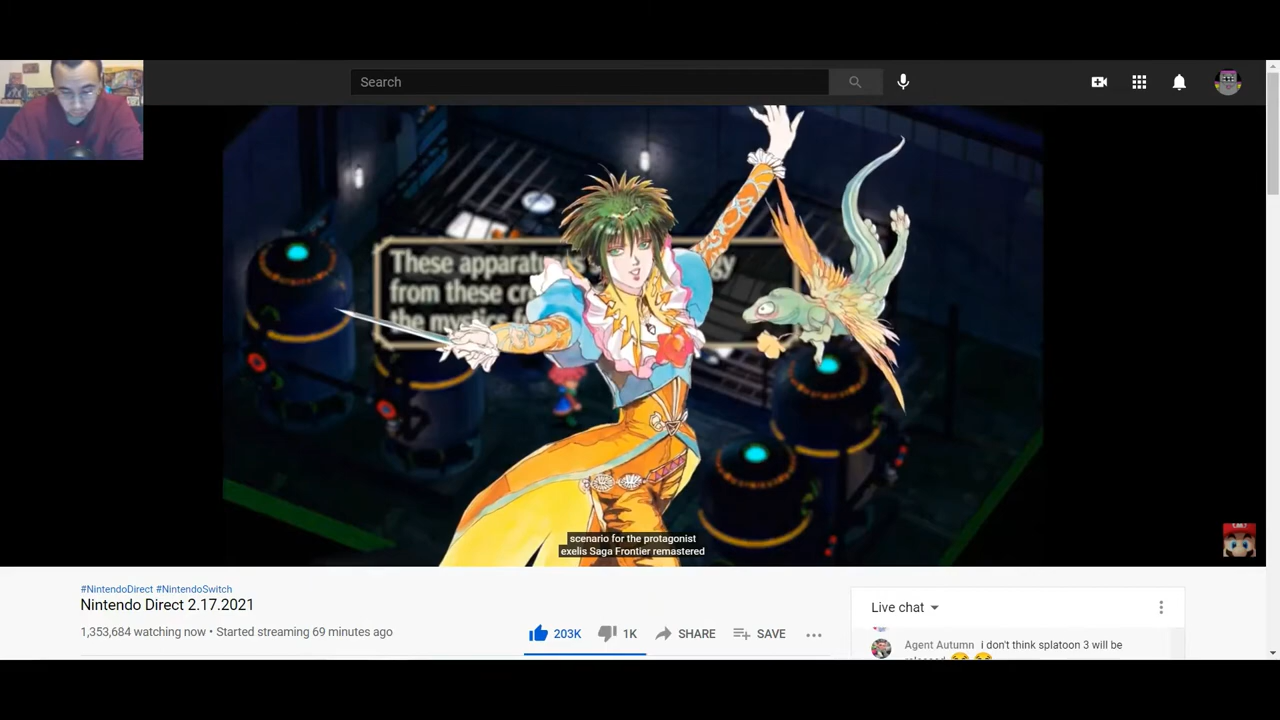 Search
These apparatus
from these cr
the mystics f
gy
scenario for the protagonist
exelis Saga Frontier remastered
#NintendoDirect #NintendoSwitch
Nintendo Direct 2.17.2021
1,353,684 watching now • Started streaming 69 minutes ago
203K
1K
SHARE
SAVE
Live chat
Agent Autumn i don't think splatoon 3 will be